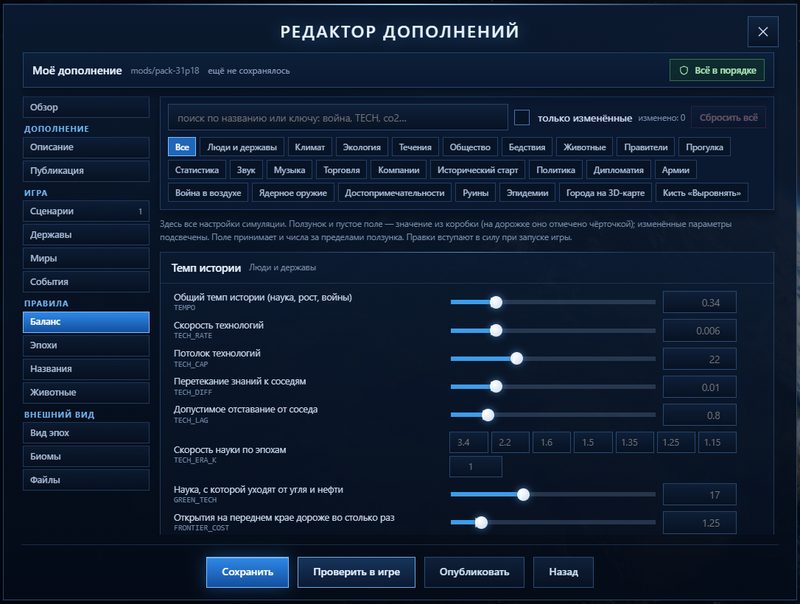 РЕДАКТОР ДОПОЛНЕНИЙ
Моё дополнение mods/pack-31p18 ещё не сохранялось
Всё в порядке
Обзор
ДОПОЛНЕНИЕ
Описание
Публикация
ИГРА
Сценарии 1
Державы
Миры
События
ПРАВИЛА
Баланс
Эпохи
Названия
Животные
ВНЕШНИЙ ВИД
Вид эпох
Биомы
Файлы
поиск по названию или ключу: война, TECH, co2...
только изменённые изменено: 0 Сбросить всё
Все Люди и державы Климат Экология Течения Общество Бедствия Животные Правители Прогулка
Статистика Звук Музыка Торговля Компании Исторический старт Политика Дипломатия Армии
Война в воздухе Ядерное оружие Достопримечательности Руины Эпидемии Города на 3D-карте Кисть «Выровнять»
Здесь все настройки симуляции. Ползунок и пустое поле — значение из коробки (на дорожке оно отмечено чёрточкой); изменённые параметры
подсвечены. Поле принимает и числа за пределами ползунка. Правки вступают в силу при запуске игры.
Темп истории Люди и державы
Общий темп истории (наука, рост, войны)
TEMPO
0.34
Скорость технологий
TECH_RATE
0.006
Потолок технологий
TECH_CAP
22
Перетекание знаний к соседям
TECH_DIFF
0.01
Допустимое отставание от соседа
TECH_LAG
0.8
Скорость науки по эпохам
TECH_ERA_K
3.4 2.2 1.6 1.5 1.35 1.25 1.15
1
Наука, с которой уходят от угля и нефти
GREEN_TECH
17
Открытия на переднем крае дороже во столько раз
FRONTIER_COST
1.25
Сохранить Проверить в игре Опубликовать Назад